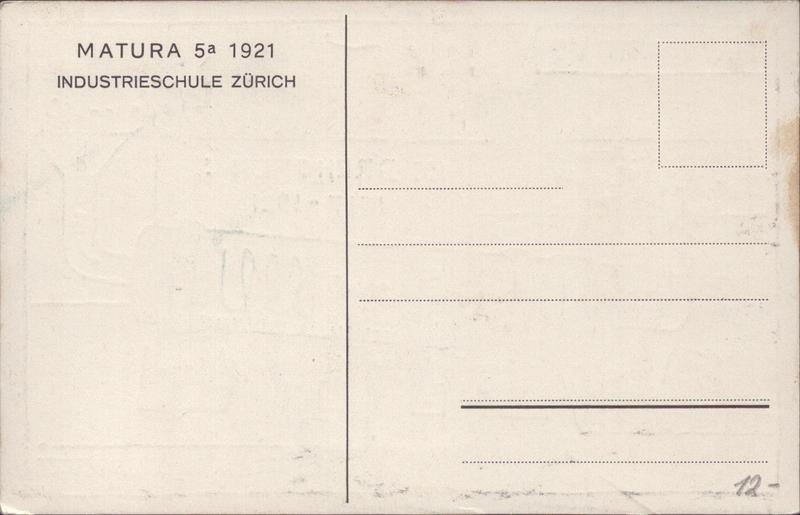 MATURA 5ª 1921
INDUSTRIESCHULE ZÜRICH
12-